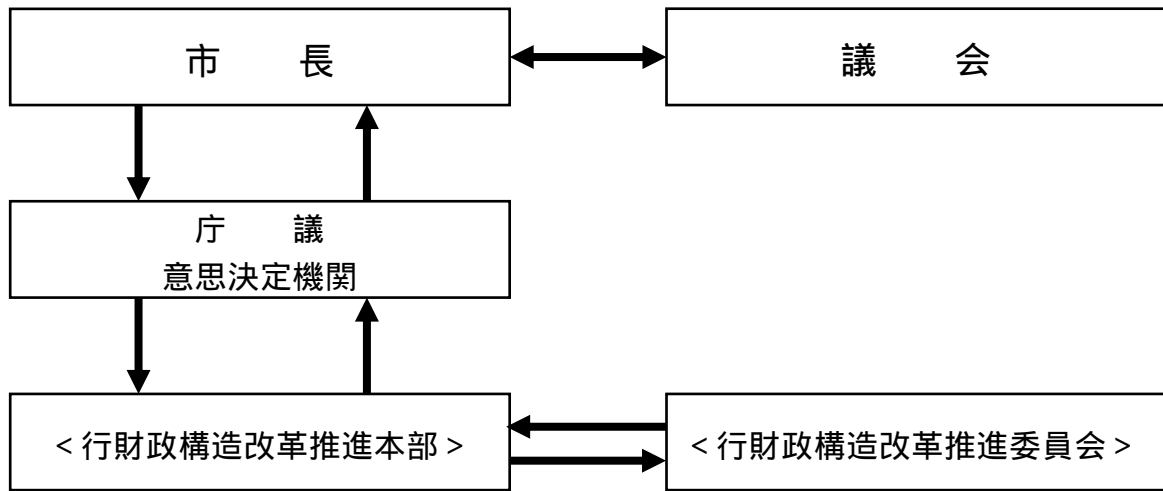 市　　長
議　　会
庁　　議
意思決定機関
＜行財政構造改革推進本部＞
＜行財政構造改革推進委員会＞